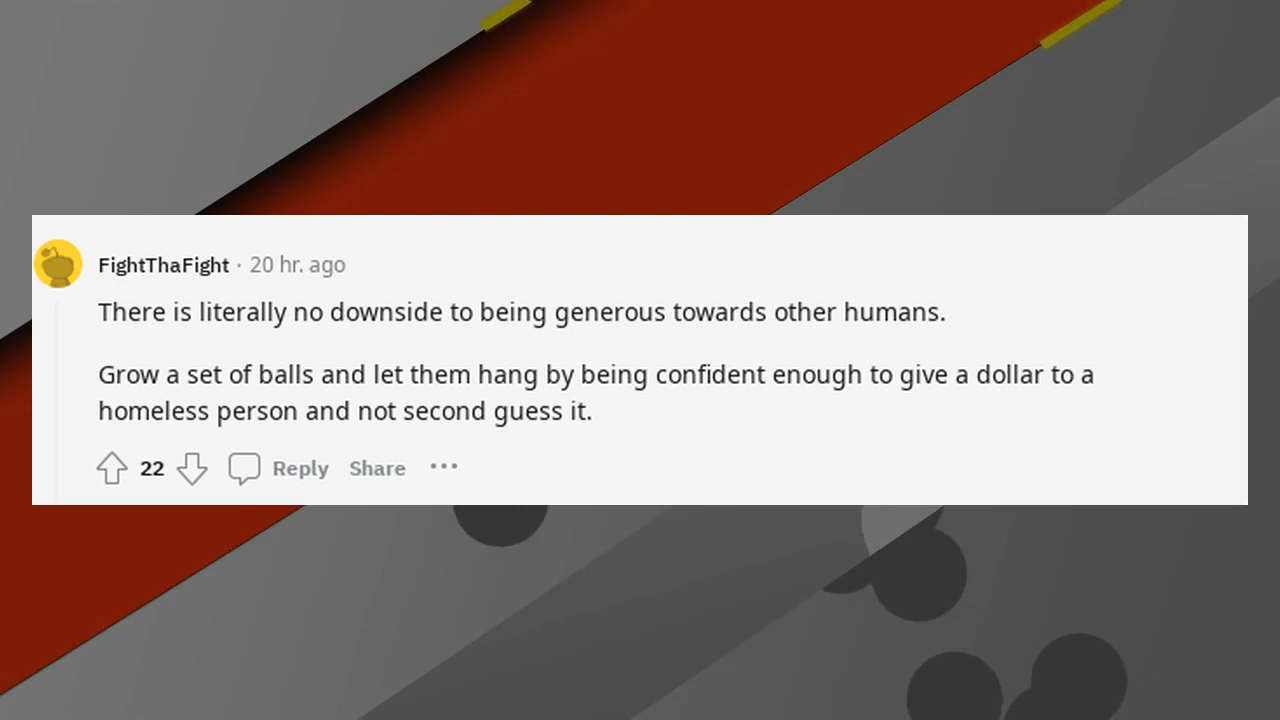 FightThaFight · 20 hr. ago
There is literally no downside to being generous towards other humans.
Grow a set of balls and let them hang by being confident enough to give a dollar to a
homeless person and not second guess it.
22 Reply Share •••